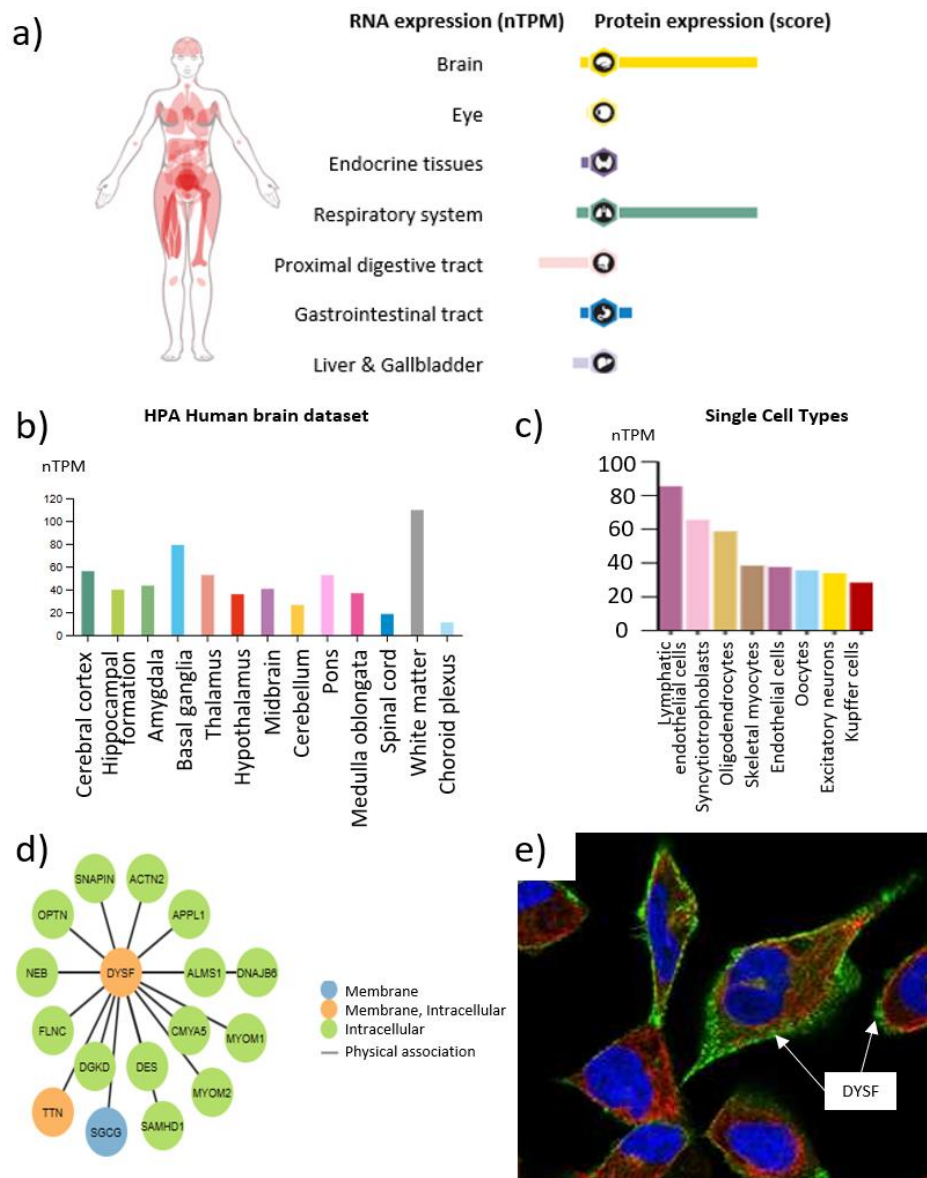 a)
RNA expression (nTPM) Protein expression (score)
Brain
Eye
Endocrine tissues
Respiratory system
Proximal digestive tract
Gastrointestinal tract
Liver & Gallbladder
b)
HPA Human brain dataset
nTPM
120
100
80
60
40
20
0
Cerebral cortex
Hippocampal
formation
Amygdala
Basal ganglia
Thalamus
Hypothalamus
Midbrain
Cerebellum
Pons
Medulla oblongata
Spinal cord
White matter
Choroid plexus
c)
Single Cell Types
nTPM
100
80
60
40
20
0
Lymphatic
endothelial cells
Syncytiotrophoblasts
Oligodendrocytes
Skeletal myocytes
Endothelial cells
Oocytes
Excitatory neurons
Kupffer cells
d)
SNAPIN
ACTN2
OPTN
APPL1
NEB
DYSF
ALMS1
DNAJB6
FLNC
CMYA5
MYOM1
DGKD
DES
MYOM2
TTN
SGCG
SAMHD1
Membrane
Membrane, Intracellular
Intracellular
Physical association
e)
DYSF